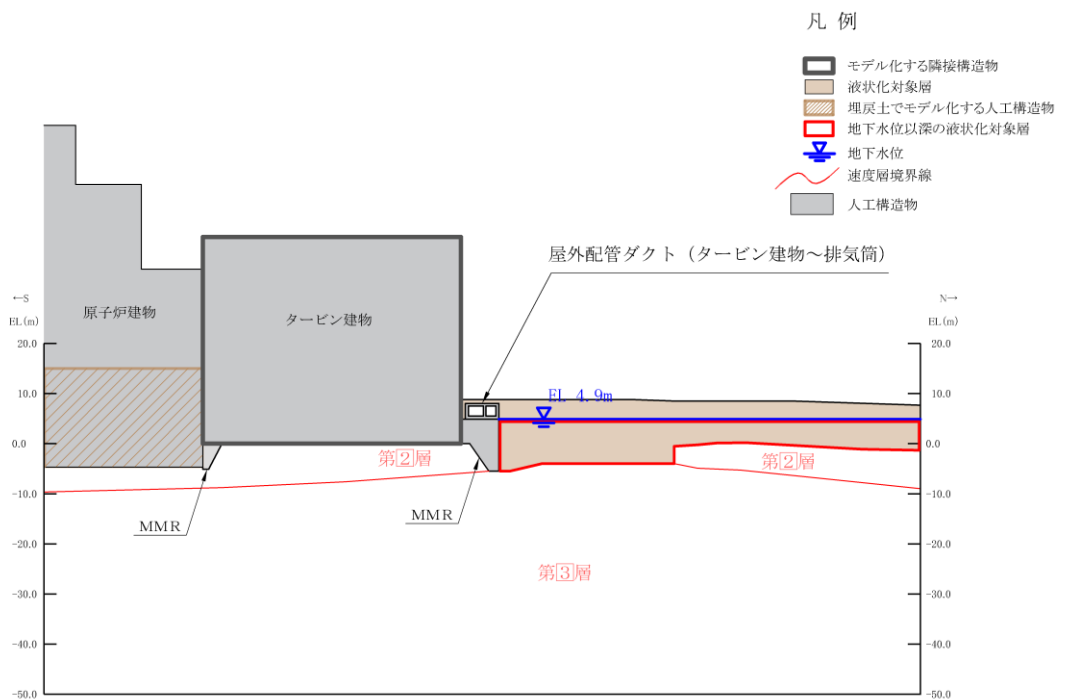 凡 例
モデル化する隣接構造物
液状化対象層
埋戻土でモデル化する人工構造物
地下水位以深の液状化対象層
地下水位
速度層境界線
人工構造物
屋外配管ダクト（タービン建物～排気筒）
←S
EL(m)
N→
EL(m)
原子炉建物
タービン建物
20.0
10.0
0.0
-10.0
-20.0
-30.0
-40.0
-50.0
EL 4.9m
第2層
第2層
MMR
MMR
第3層
20.0
10.0
0.0
-10.0
-20.0
-30.0
-40.0
-50.0